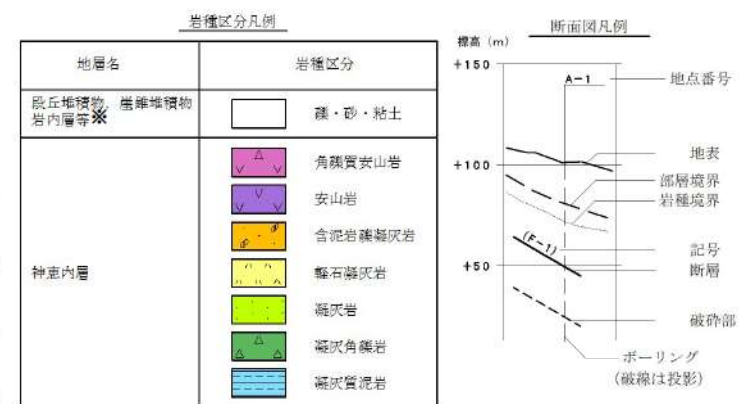 岩種区分凡例
地層名
岩種区分
段丘堆積物、崖錐堆積物
岩内層等※
礫・砂・粘土
神恵内層
角礫質安山岩
安山岩
含泥岩礫凝灰岩
軽石凝灰岩
凝灰岩
凝灰角礫岩
凝灰質泥岩
断面図凡例
標高 (m)
+150
A-1
地点番号
+100
地表
部層境界
岩種境界
(F-1)
記号
+50
断層
破砕部
ボーリング
(破線は投影)